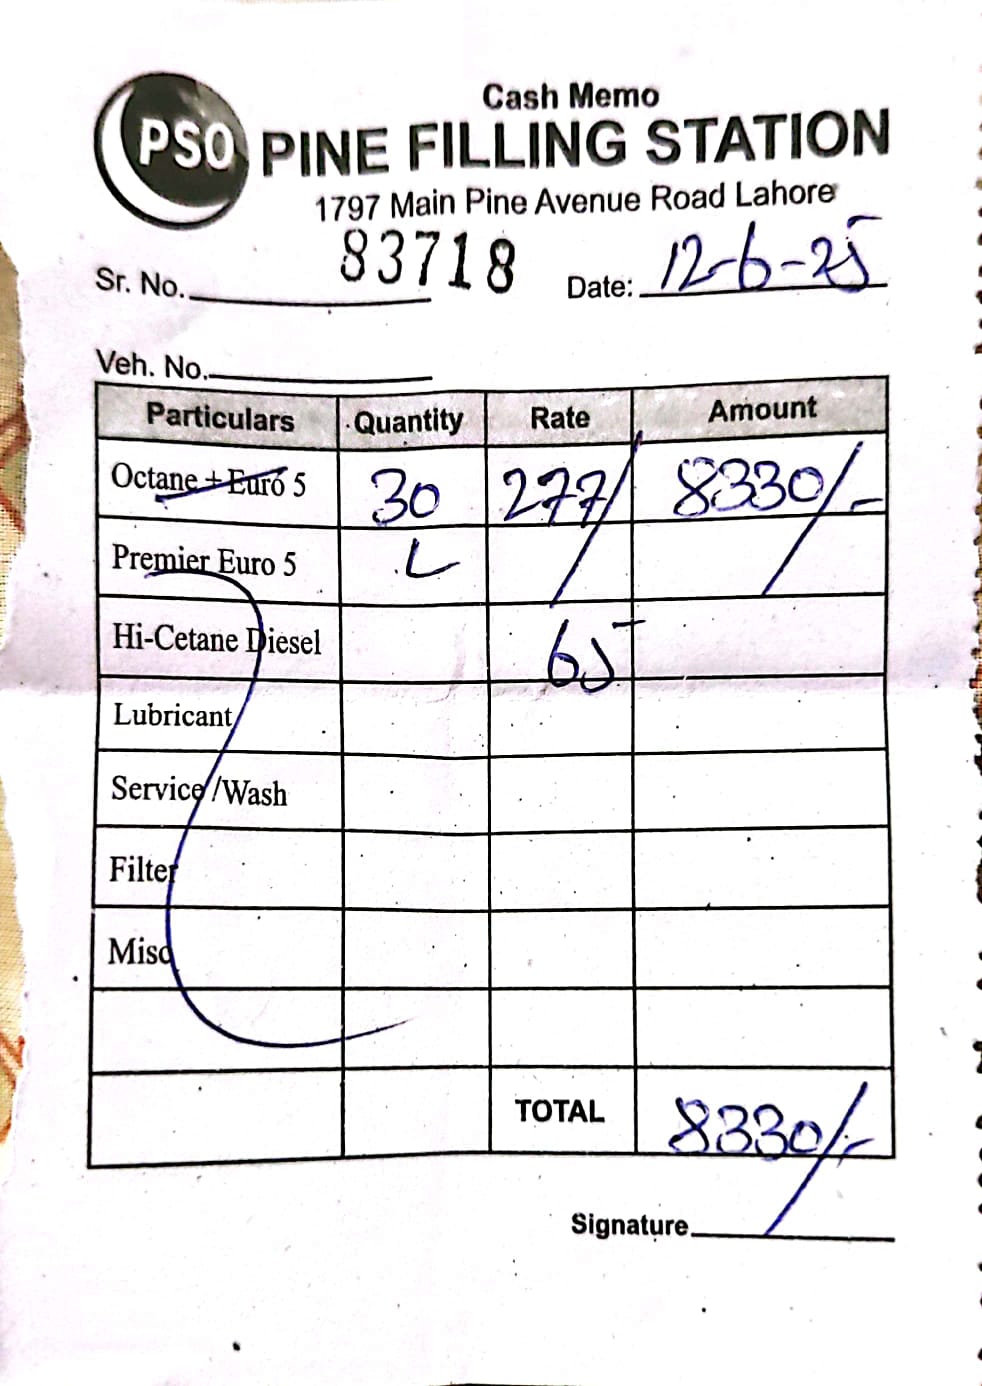 Cash Memo
PSO PINE FILLING STATION
1797 Main Pine Avenue Road Lahore
Sr. No. 83718 Date: 12-6-25
Veh. No.
Particulars Quantity Rate Amount
Octane + Euro 5 30 277/ 8330/-
Premier Euro 5 L
Hi-Cetane Diesel 65
Lubricant
Service/Wash
Filter
Misc
TOTAL 8330/-
Signature